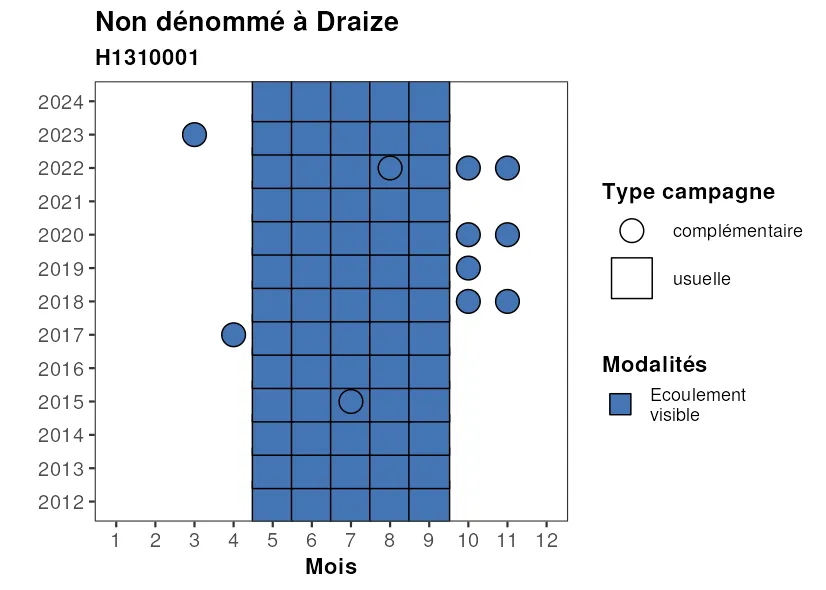 Non dénommé à Draize
H1310001
2024
2023
2022
2021
2020
2019
2018
2017
2016
2015
2014
2013
2012
1 2 3 4 5 6 7 8 9 10 11 12
Mois
Type campagne
complémentaire
usuelle
Modalités
Ecoulement
visible